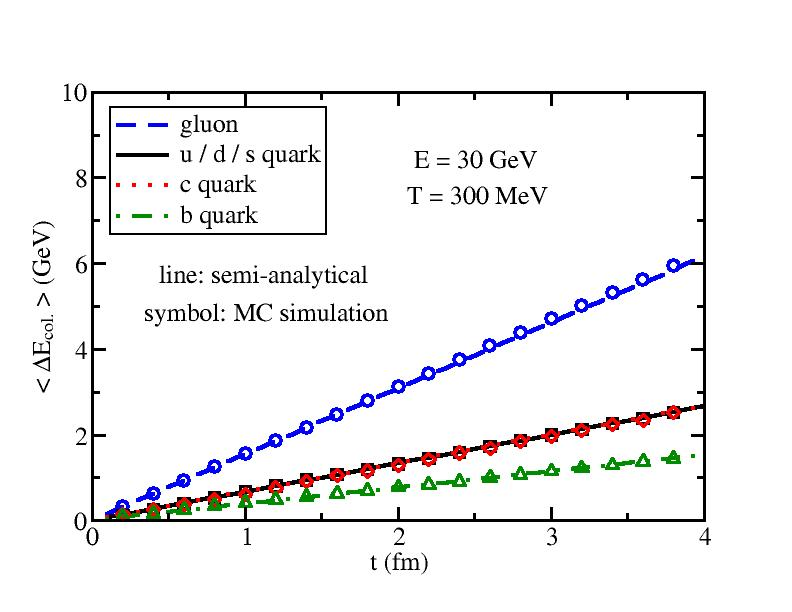 10
8
6
4
2
0
< ΔE_col. > (GeV)
gluon
u / d / s quark
c quark
b quark
E = 30 GeV
T = 300 MeV
line: semi-analytical
symbol: MC simulation
0 1 2 3 4
t (fm)